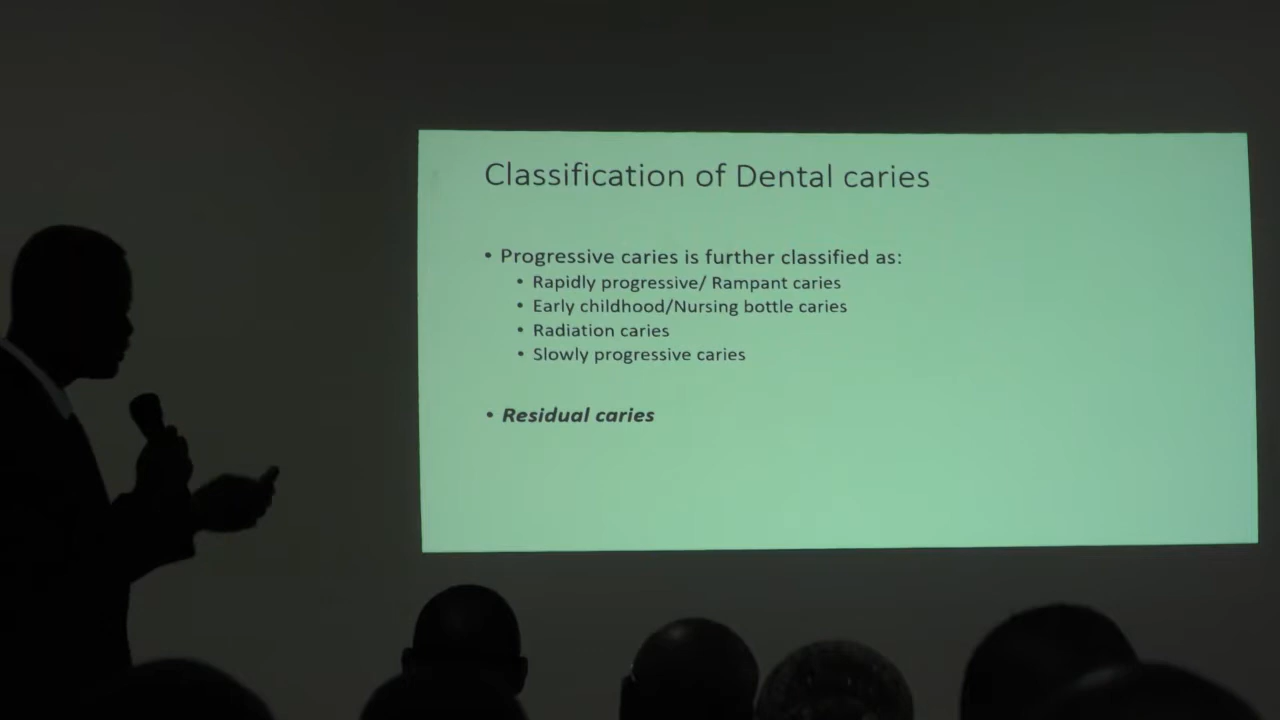 Classification of Dental caries
• Progressive caries is further classified as:
• Rapidly progressive/ Rampant caries
• Early childhood/Nursing bottle caries
• Radiation caries
• Slowly progressive caries
• Residual caries